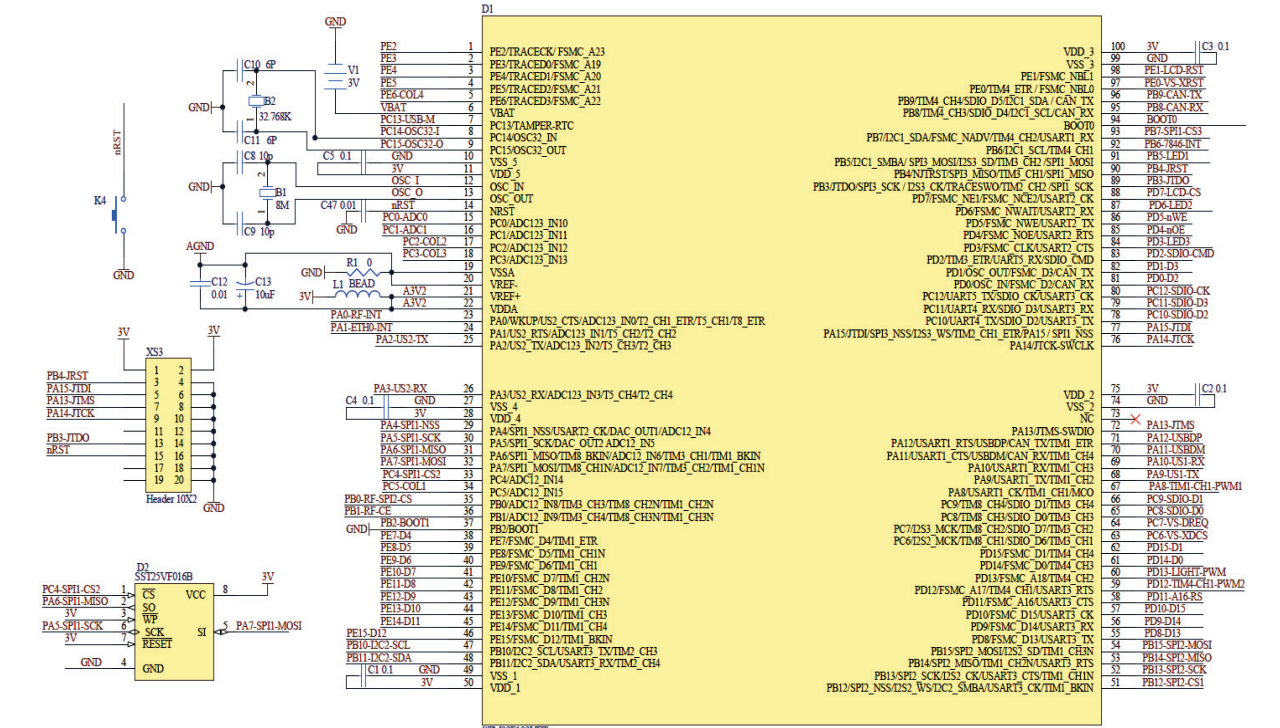 D1
GND
V1
3V
C10 6P
2
B2
32.768K
1
GND
C11 6P
C8 10p
2
B1
8M
1
GND
C9 10p
C5 0.1
C47 0.01
GND
nRST
K4
GND
AGND
C12
0.01
C13
10uF
+
GND
R1 0
3V
L1 BEAD
PE2 1 PE2/TRACECK/ FSMC_A23
PE3 2 PE3/TRACED0/FSMC_A19
PE4 3 PE4/TRACED1/FSMC_A20
PE5 4 PE5/TRACED2/FSMC_A21
PE6-COL4 5 PE6/TRACED3/FSMC_A22
VBAT 6 VBAT
PC13-USB-M 7 PC13/TAMPER-RTC
PC14-OSC32-I 8 PC14/OSC32_IN
PC15-OSC32-O 9 PC15/OSC32_OUT
GND 10 VSS_5
3V 11 VDD_5
OSC_I 12 OSC_IN
OSC_O 13 OSC_OUT
nRST 14 NRST
PC0-ADC0 15 PC0/ADC123_IN10
PC1-ADC1 16 PC1/ADC123_IN11
PC2-COL2 17 PC2/ADC123_IN12
PC3-COL3 18 PC3/ADC123_IN13
19 VSSA
20 VREF-
A3V2 21 VREF+
A3V2 22 VDDA
PA0-RF-INT 23 PA0/WKUP/US2_CTS/ADC123_IN0/T2_CH1_ETR/T5_CH1/T8_ETR
PA1-ETH0-INT 24 PA1/US2_RTS/ADC123_IN1/T5_CH2/T2_CH2
PA2-US2-TX 25 PA2/US2_TX/ADC123_IN2/T5_CH3/T2_CH3
PA3-US2-RX 26 PA3/US2_RX/ADC123_IN3/T5_CH4/T2_CH4
C4 0.1 GND 27 VSS_4
3V 28 VDD_4
PA4-SPI1-NSS 29 PA4/SPI1_NSS/USART2_CK/DAC_OUT1/ADC12_IN4
PA5-SPI1-SCK 30 PA5/SPI1_SCK/DAC_OUT2 ADC12_IN5
PA6-SPI1-MISO 31 PA6/SPI1_MISO/TIM8_BKIN/ADC12_IN6/TIM3_CH1/TIM1_BKIN
PA7-SPI1-MOSI 32 PA7/SPI1_MOSI/TIM8_CH1N/ADC12_IN7/TIM3_CH2/TIM1_CH1N
PC4-SPI1-CS2 33 PC4/ADC12_IN14
PC5-COL1 34 PC5/ADC12_IN15
PB0-RF-SPI2-CS 35 PB0/ADC12_IN8/TIM3_CH3/TIM8_CH2N/TIM1_CH2N
PB1-RF-CE 36 PB1/ADC12_IN9/TIM3_CH4/TIM8_CH3N/TIM1_CH3N
GND PB2-BOOT1 37 PB2/BOOT1
PE7-D4 38 PE7/FSMC_D4/TIM1_ETR
PE8-D5 39 PE8/FSMC_D5/TIM1_CH1N
PE9-D6 40 PE9/FSMC_D6/TIM1_CH1
PE10-D7 41 PE10/FSMC_D7/TIM1_CH2N
PE11-D8 42 PE11/FSMC_D8/TIM1_CH2
PE12-D9 43 PE12/FSMC_D9/TIM1_CH3N
PE13-D10 44 PE13/FSMC_D10/TIM1_CH3
PE14-D11 45 PE14/FSMC_D11/TIM1_CH4
PE15-D12 46 PE15/FSMC_D12/TIM1_BKIN
PB10-I2C2-SCL 47 PB10/I2C2_SCL/USART3_TX/TIM2_CH3
PB11-I2C2-SDA 48 PB11/I2C2_SDA/USART3_RX/TIM2_CH4
C1 0.1 GND 49 VSS_1
3V 50 VDD_1
VDD_3 100 3V C3 0.1
VSS_3 99 GND
PE1/FSMC_NBL1 98 PE1-LCD-RST
PE0/TIM4_ETR / FSMC_NBL0 97 PE0-VS-XRST
PB9/TIM4_CH4/SDIO_D5/I2C1_SDA / CAN_TX 96 PB9-CAN-TX
PB8/TIM4_CH3/SDIO_D4/I2C1_SCL/CAN_RX 95 PB8-CAN-RX
BOOT0 94 BOOT0
PB7/I2C1_SDA/FSMC_NADV/TIM4_CH2/USART1_RX 93 PB7-SPI1-CS3
PB6/I2C1_SCL/TIM4_CH1 92 PB6-7846-INT
PB5/I2C1_SMBA/ SPI3_MOSI/I2S3_SD/TIM3_CH2 /SPI1_MOSI 91 PB5-LED1
PB4/NJTRST/SPI3_MISO/TIM3_CH1/SPI1_MISO 90 PB4-JRST
PB3/JTDO/SPI3_SCK / I2S3_CK/TRACESWO/TIM2_CH2 /SPI1_SCK 89 PB3-JTDO
PD7/FSMC_NE1/FSMC_NCE2/USART2_CK 88 PD7-LCD-CS
PD6/FSMC_NWAIT/USART2_RX 87 PD6-LED2
PD5/FSMC_NWE/USART2_TX 86 PD5-nWE
PD4/FSMC_NOE/USART2_RTS 85 PD4-nOE
PD3/FSMC_CLK/USART2_CTS 84 PD3-LED3
PD2/TIM3_ETR/UART5_RX/SDIO_CMD 83 PD2-SDIO-CMD
PD1/OSC_OUT/FSMC_D3/CAN_TX 82 PD1-D3
PD0/OSC_IN/FSMC_D2/CAN_RX 81 PD0-D2
PC12/UART5_TX/SDIO_CK/USART3_CK 80 PC12-SDIO-CK
PC11/UART4_RX/SDIO_D3/USART3_RX 79 PC11-SDIO-D3
PC10/UART4_TX/SDIO_D2/USART3_TX 78 PC10-SDIO-D2
PA15/JTDI/SPI3_NSS/I2S3_WS/TIM2_CH1_ETR/PA15 / SPI1_NSS 77 PA15-JTDI
PA14/JTCK-SWCLK 76 PA14-JTCK
VDD_2 75 3V C2 0.1
VSS_2 74 GND
NC 73
PA13/JTMS-SWDIO 72 PA13-JTMS
PA12/USART1_RTS/USBDP/CAN_TX/TIM1_ETR 71 PA12-USBDP
PA11/USART1_CTS/USBDM/CAN_RX/TIM1_CH4 70 PA11-USBDM
PA10/USART1_RX/TIM1_CH3 69 PA10-US1-RX
PA9/USART1_TX/TIM1_CH2 68 PA9-US1-TX
PA8/USART1_CK/TIM1_CH1/MCO 67 PA8-TIM1-CH1-PWM1
PC9/TIM8_CH4/SDIO_D1/TIM3_CH4 66 PC9-SDIO-D1
PC8/TIM8_CH3/SDIO_D0/TIM3_CH3 65 PC8-SDIO-D0
PC7/I2S3_MCK/TIM8_CH2/SDIO_D7/TIM3_CH2 64 PC7-VS-DREQ
PC6/I2S2_MCK/TIM8_CH1/SDIO_D6/TIM3_CH1 63 PC6-VS-XDCS
PD15/FSMC_D1/TIM4_CH4 62 PD15-D1
PD14/FSMC_D0/TIM4_CH3 61 PD14-D0
PD13/FSMC_A18/TIM4_CH2 60 PD13-LIGHT-PWM
PD12/FSMC_A17/TIM4_CH1/USART3_RTS 59 PD12-TIM4-CH1-PWM2
PD11/FSMC_A16/USART3_CTS 58 PD11-A16-RS
PD10/FSMC_D15/USART3_CK 57 PD10-D15
PD9/FSMC_D14/USART3_RX 56 PD9-D14
PD8/FSMC_D13/USART3_TX 55 PD8-D13
PB15/SPI2_MOSI/I2S2_SD/TIM1_CH3N 54 PB15-SPI2-MOSI
PB14/SPI2_MISO/TIM1_CH2N/USART3_RTS 53 PB14-SPI2-MISO
PB13/SPI2_SCK/I2S2_CK/USART3_CTS/TIM1_CH1N 52 PB13-SPI2-SCK
PB12/SPI2_NSS/I2S2_WS/I2C2_SMBA/USART3_CK/TIM1_BKIN 51 PB12-SPI2-CS1
3V 3V
XS3
1 2
PB4-JRST 3 4
PA15-JTDI 5 6
PA13-JTMS 7 8
PA14-JTCK 9 10
11 12
PB3-JTDO 13 14
nRST 15 16
17 18
19 20
Header 10X2
GND
D2
SST25VF016B
PC4-SPI1-CS2 1 CS VCC 8 3V
PA6-SPI1-MISO 2 SO
3V 3 WP
PA5-SPI1-SCK 6 SCK SI 5 PA7-SPI1-MOSI
3V 7 RESET
GND 4 GND